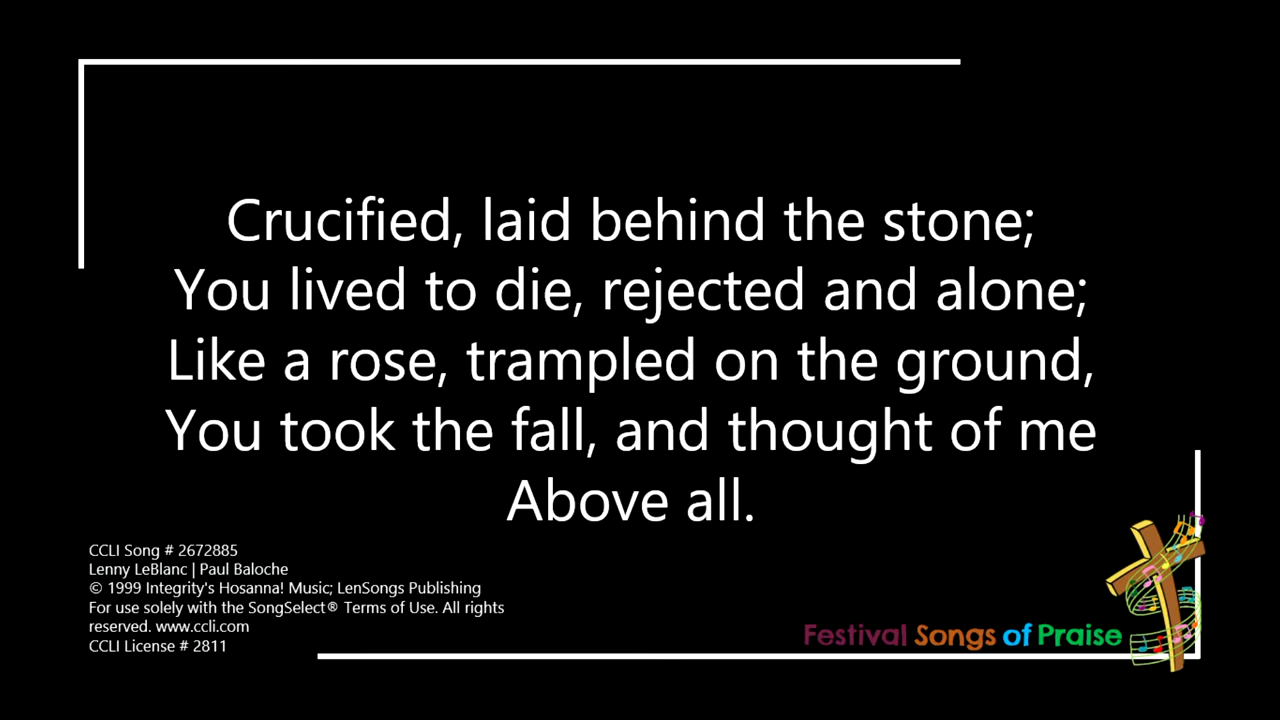 Crucified, laid behind the stone;
You lived to die, rejected and alone;
Like a rose, trampled on the ground,
You took the fall, and thought of me
Above all.
CCLI Song # 2672885
Lenny LeBlanc | Paul Baloche
© 1999 Integrity's Hosanna! Music; LenSongs Publishing
For use solely with the SongSelect® Terms of Use. All rights
reserved. www.ccli.com
CCLI License # 2811
Festival Songs of Praise